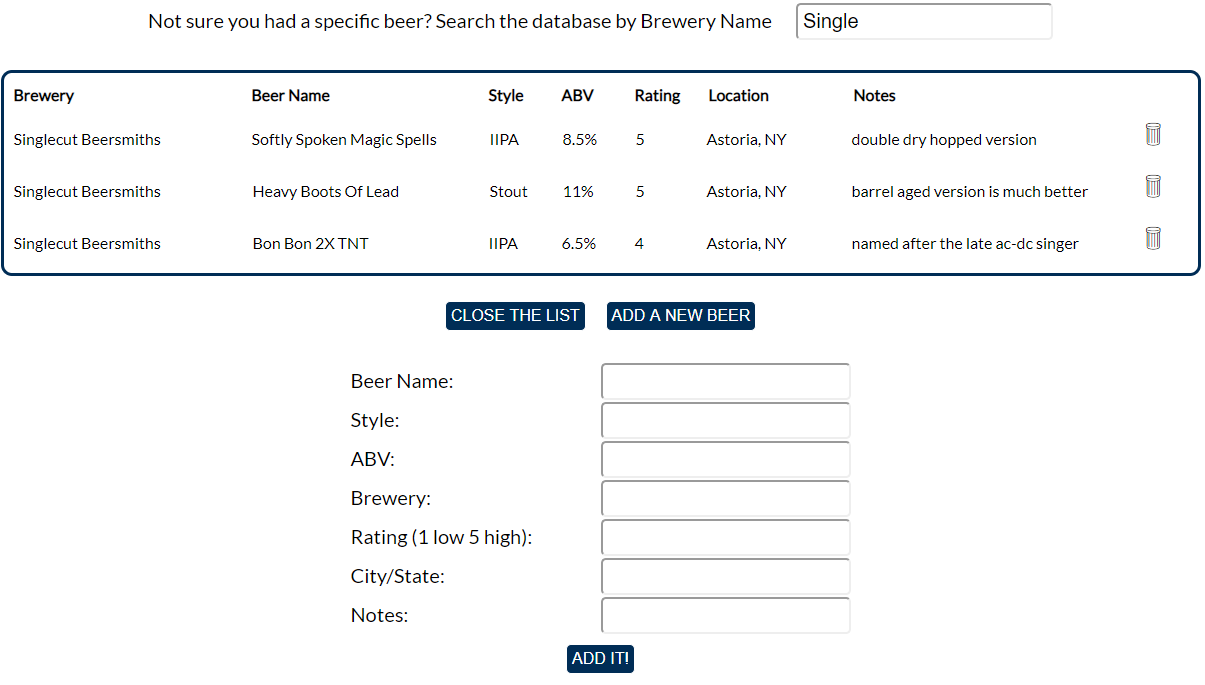 Not sure you had a specific beer? Search the database by Brewery Name Single
Brewery Beer Name Style ABV Rating Location Notes
Singlecut Beersmiths Softly Spoken Magic Spells IIPA 8.5% 5 Astoria, NY double dry hopped version
Singlecut Beersmiths Heavy Boots Of Lead Stout 11% 5 Astoria, NY barrel aged version is much better
Singlecut Beersmiths Bon Bon 2X TNT IIPA 6.5% 4 Astoria, NY named after the late ac-dc singer
CLOSE THE LIST ADD A NEW BEER
Beer Name:
Style:
ABV:
Brewery:
Rating (1 low 5 high):
City/State:
Notes:
ADD IT!